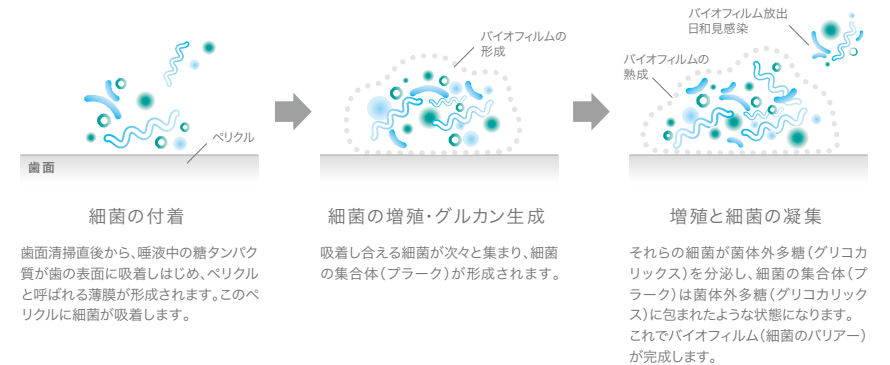 ペリクル
歯面
細菌の付着
歯面清掃直後から、唾液中の糖タンパク
質が歯の表面に吸着しはじめ、ペリクル
と呼ばれる薄膜が形成されます。このペ
リクルに細菌が吸着します。
バイオフィルムの
形成
細菌の増殖・グルカン生成
吸着し合える細菌が次々と集まり、細菌
の集合体(プラーク)が形成されます。
バイオフィルム放出
日和見感染
バイオフィルムの
熟成
増殖と細菌の凝集
それらの細菌が菌体外多糖(グリコカ
リックス)を分泌し、細菌の集合体(プ
ラーク)は菌体外多糖(グリコカリック
ス)に包まれたような状態になります。
これでバイオフィルム(細菌のバリアー)
が完成します。